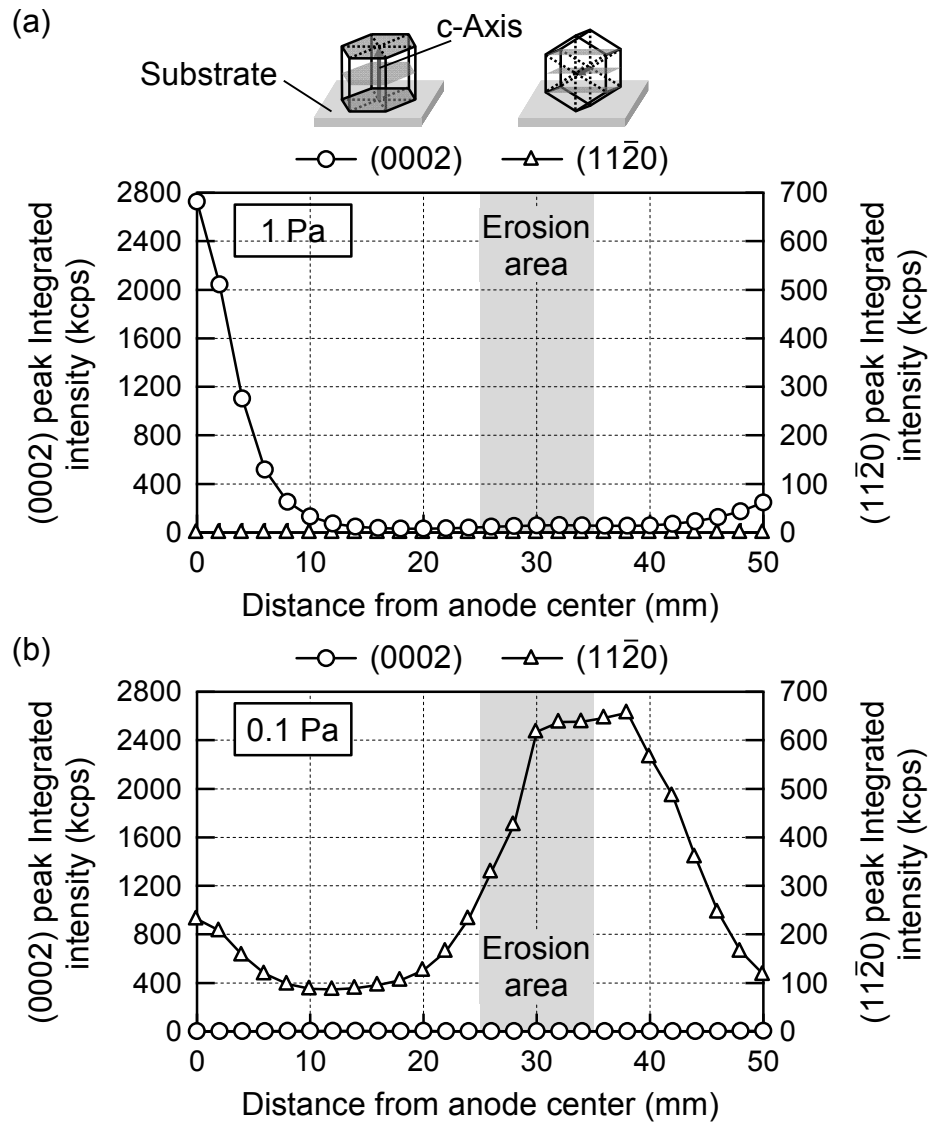 (a)
c-Axis
Substrate
(0002) (112̅0)
2800 700
2400 600
2000 500
1600 400
1200 300
800 200
400 100
0 0
1 Pa
Erosion
area
(0002) peak Integrated
intensity (kcps)
(112̅0) peak Integrated
intensity (kcps)
0 10 20 30 40 50
Distance from anode center (mm)
(b)
(0002) (112̅0)
2800 700
2400 600
2000 500
1600 400
1200 300
800 200
400 100
0 0
0.1 Pa
Erosion
area
(0002) peak Integrated
intensity (kcps)
(112̅0) peak Integrated
intensity (kcps)
0 10 20 30 40 50
Distance from anode center (mm)